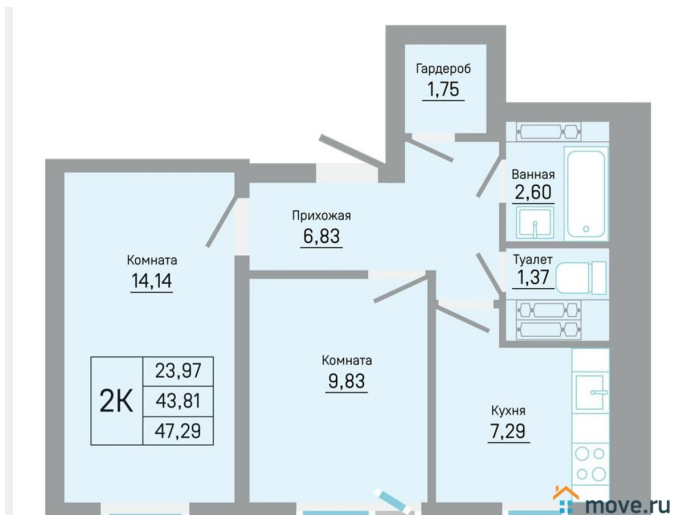 Гардероб
1,75
Ванная
2,60
Прихожая
6,83
Туалет
1,37
Комната
14,14
Комната
9,83
2К
23,97
43,81
47,29
Кухня
7,29
move.ru